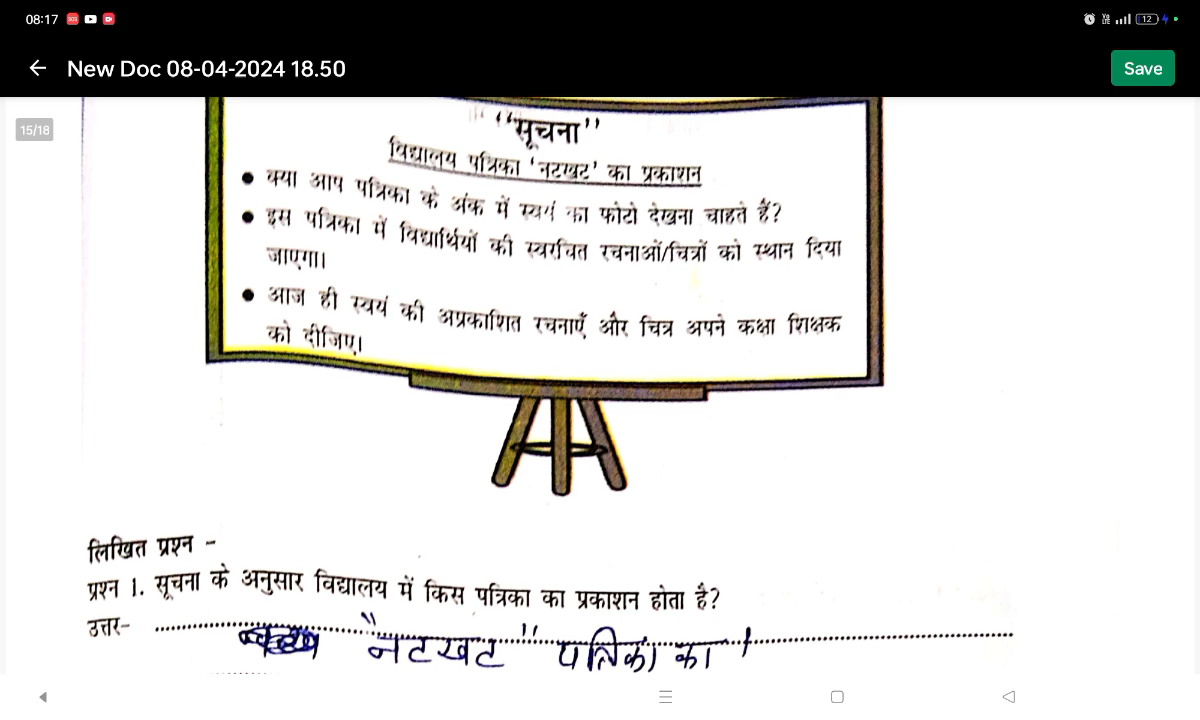 08:17
12
New Doc 08-04-2024 18.50
Save
15/18
"सूचना"
विद्यालय पत्रिका 'नटखट' का प्रकाशन
● क्या आप पत्रिका के अंक में स्वयं का फोटो देखना चाहते हैं?
● इस पत्रिका में विद्यार्थियों की स्वरचित रचनाओं/चित्रों को स्थान दिया
जाएगा।
● आज ही स्वयं की अप्रकाशित रचनाएँ और चित्र अपने कक्षा शिक्षक
को दीजिए।
लिखित प्रश्न -
प्रश्न 1. सूचना के अनुसार विद्यालय में किस पत्रिका का प्रकाशन होता है?
उत्तर-
"नटखट" पत्रिका का ।